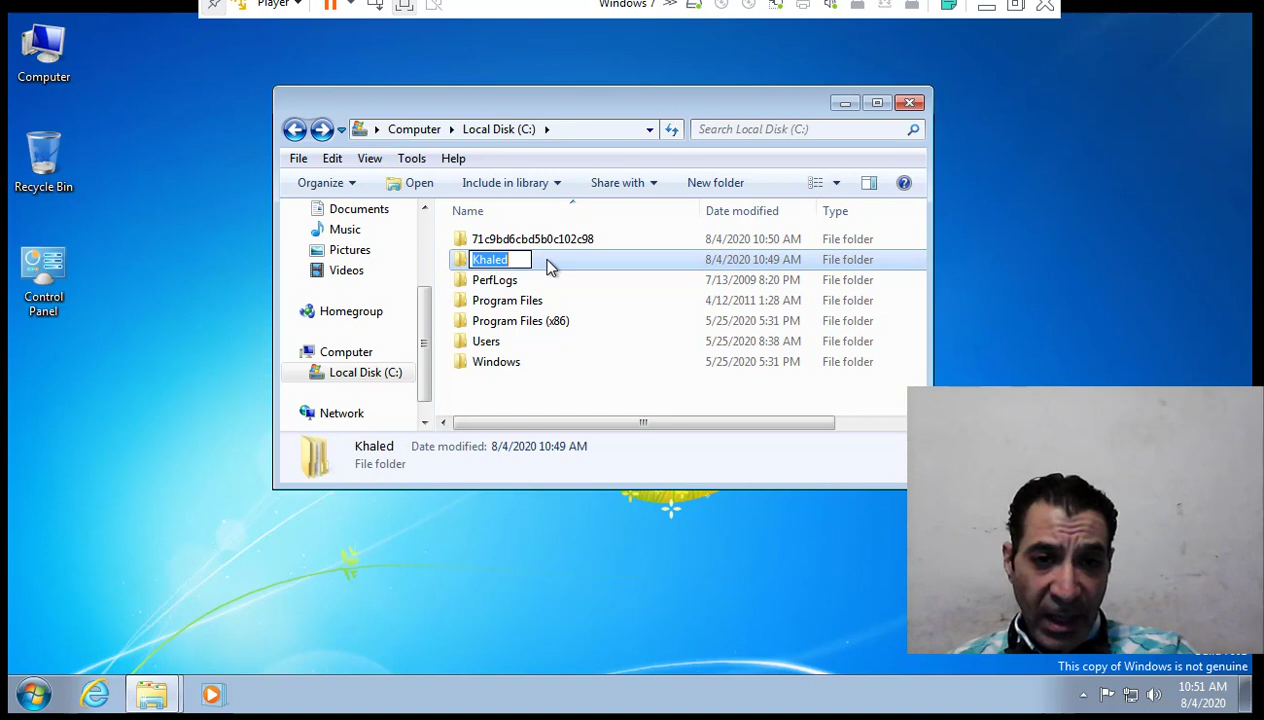 Player
Windows 7
Computer
Recycle Bin
Control
Panel
Computer
Local Disk (C:)
Search Local Disk (C:)
File Edit View Tools Help
Organize Open Include in library Share with New folder
Documents
Music
Pictures
Videos
Homegroup
Computer
Local Disk (C:)
Network
Name Date modified Type
71c9bd6cbd5b0c102c98 8/4/2020 10:50 AM File folder
Khaled 8/4/2020 10:49 AM File folder
PerfLogs 7/13/2009 8:20 PM File folder
Program Files 4/12/2011 1:28 AM File folder
Program Files (x86) 5/25/2020 5:31 PM File folder
Users 5/25/2020 8:38 AM File folder
Windows 5/25/2020 5:31 PM File folder
Khaled Date modified: 8/4/2020 10:49 AM
File folder
This copy of Windows is not genuine
10:51 AM
8/4/2020